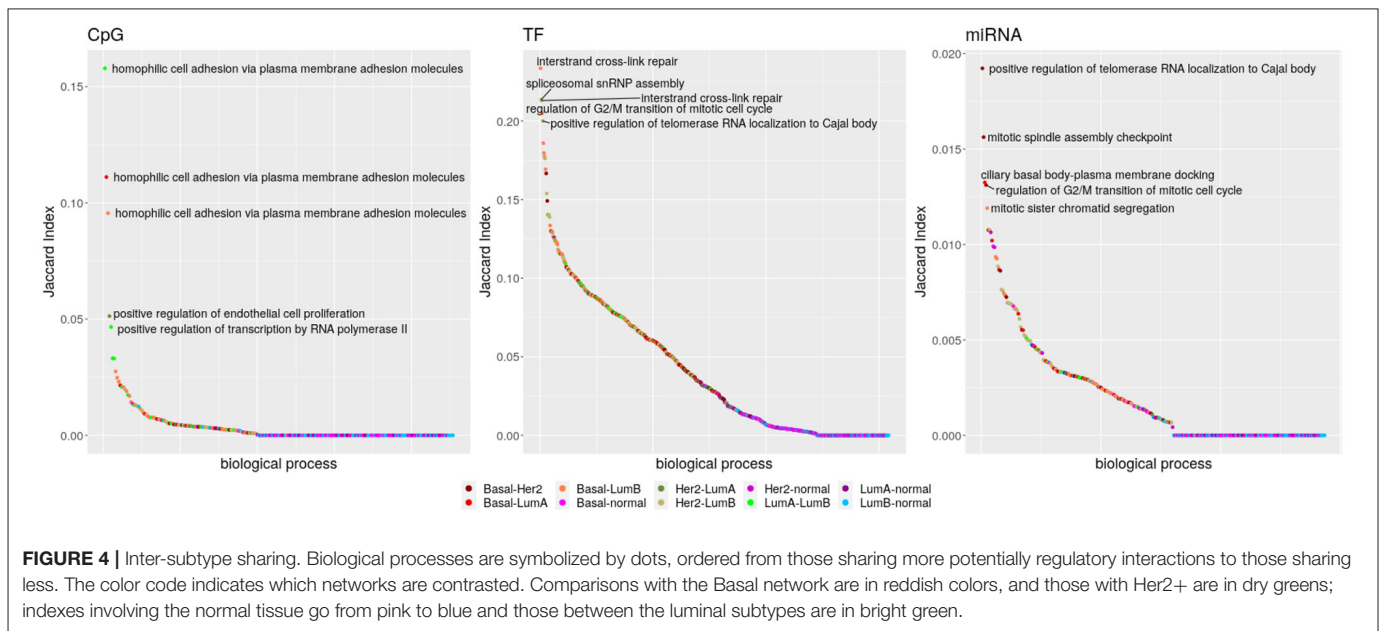 CpG
homophilic cell adhesion via plasma membrane adhesion molecules
homophilic cell adhesion via plasma membrane adhesion molecules
homophilic cell adhesion via plasma membrane adhesion molecules
positive regulation of endothelial cell proliferation
positive regulation of transcription by RNA polymerase II
0.15
0.10
0.05
0.00
Jaccard Index
biological process
TF
interstrand cross-link repair
spliceosomal snRNP assembly
interstrand cross-link repair
regulation of G2/M transition of mitotic cell cycle
positive regulation of telomerase RNA localization to Cajal body
0.20
0.15
0.10
0.05
0.00
Jaccard Index
biological process
miRNA
positive regulation of telomerase RNA localization to Cajal body
mitotic spindle assembly checkpoint
ciliary basal body-plasma membrane docking
regulation of G2/M transition of mitotic cell cycle
mitotic sister chromatid segregation
0.020
0.015
0.010
0.005
0.000
Jaccard Index
biological process
Basal-Her2 Basal-LumB Her2-LumA Her2-normal LumA-normal
Basal-LumA Basal-normal Her2-LumB LumA-LumB LumB-normal
FIGURE 4 | Inter-subtype sharing. Biological processes are symbolized by dots, ordered from those sharing more potentially regulatory interactions to those sharing
less. The color code indicates which networks are contrasted. Comparisons with the Basal network are in reddish colors, and those with Her2+ are in dry greens;
indexes involving the normal tissue go from pink to blue and those between the luminal subtypes are in bright green.